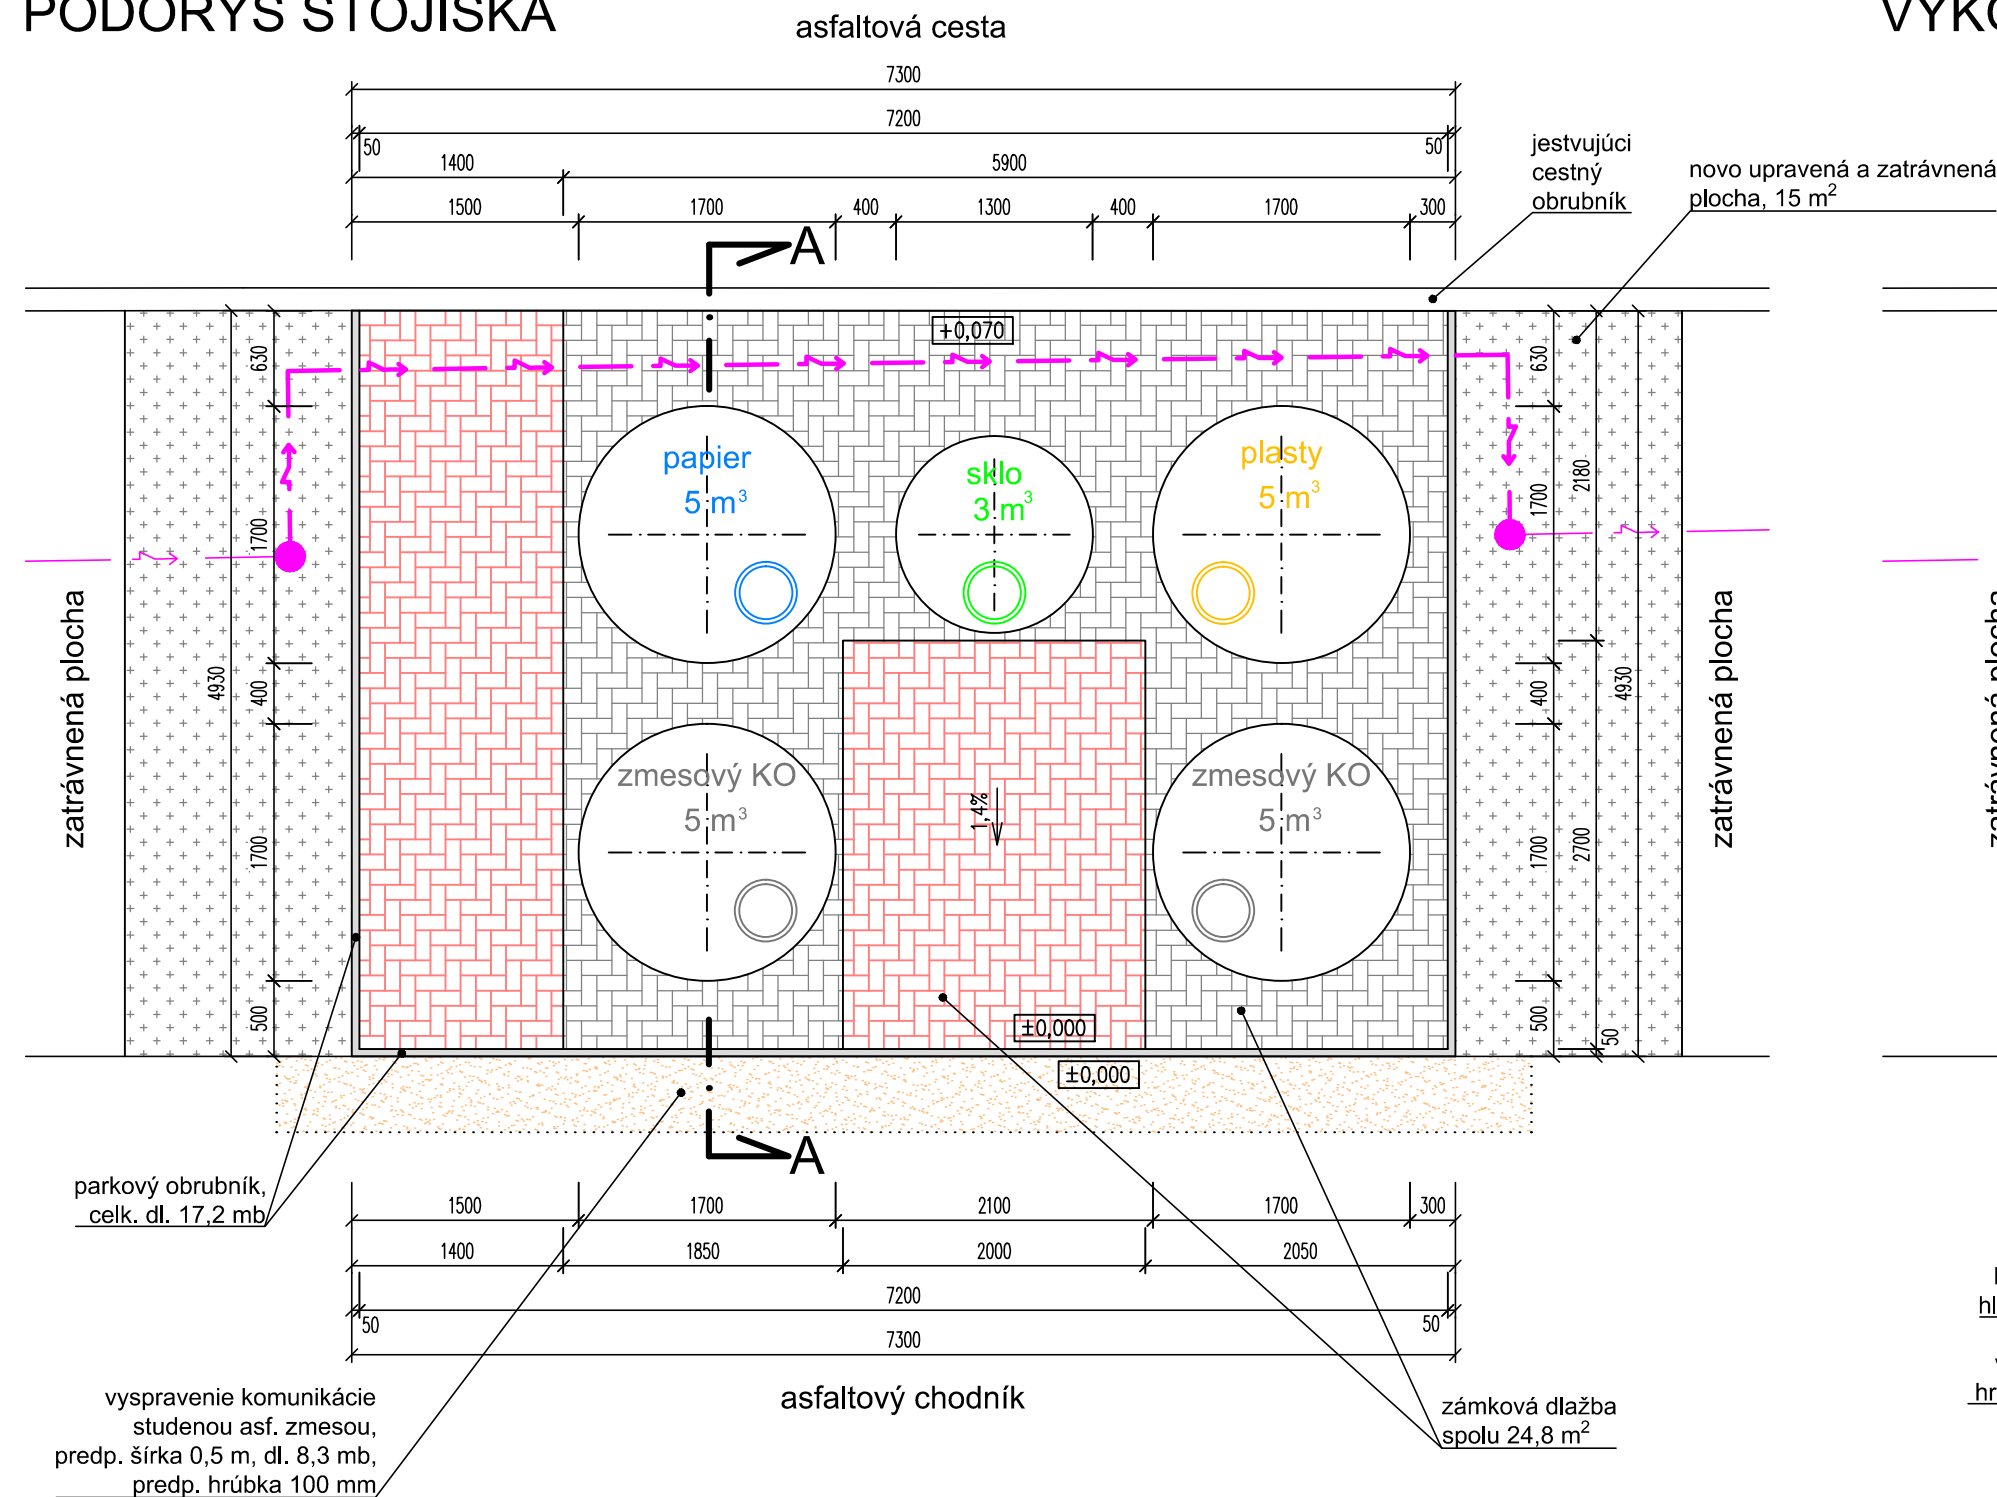 PÔDORYS STOJISKA
asfaltová cesta
7300
7200
50
50
1400
5900
1500
1700
400
1300
400
1700
300
jestvujúci
cestný
obrubník
novo upravená a zatrávnená
plocha, 15 m²
A
+0,070
630
1700
400
1700
500
4930
zatrávnená plocha
papier
5 m³
sklo
3 m³
plasty
5 m³
zmesový KO
5 m³
zmesový KO
5 m³
1,4%
±0,000
±0,000
630
1700
400
1700
500
2180
2700
50
4930
zatrávnená plocha
zatrávnená plocha
A
parkový obrubník,
celk. dl. 17,2 mb
1500
1700
2100
1700
300
1400
1850
2000
2050
7200
50
50
7300
asfaltový chodník
vyspravenie komunikácie
studenou asf. zmesou,
predp. šírka 0,5 m, dl. 8,3 mb,
predp. hrúbka 100 mm
zámková dlažba
spolu 24,8 m²